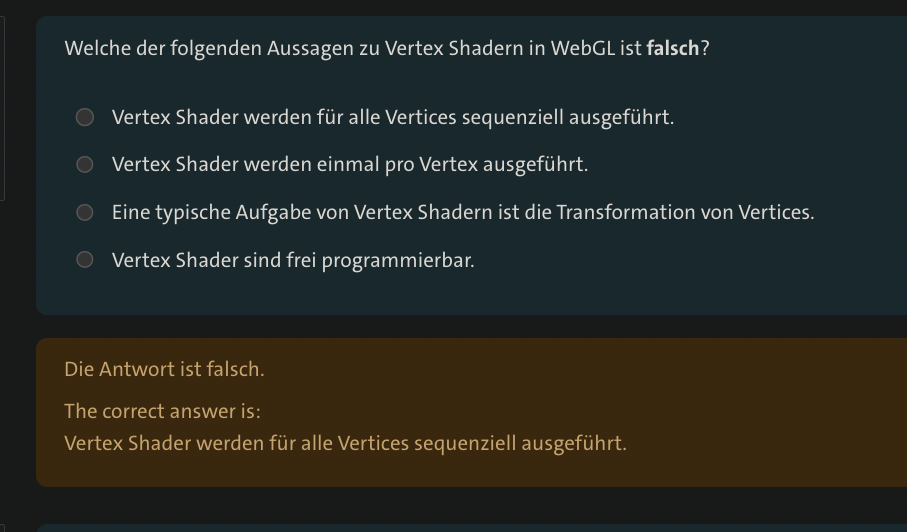 Welche der folgenden Aussagen zu Vertex Shadern in WebGL ist falsch?
Vertex Shader werden für alle Vertices sequenziell ausgeführt.
Vertex Shader werden einmal pro Vertex ausgeführt.
Eine typische Aufgabe von Vertex Shadern ist die Transformation von Vertices.
Vertex Shader sind frei programmierbar.
Die Antwort ist falsch.
The correct answer is:
Vertex Shader werden für alle Vertices sequenziell ausgeführt.